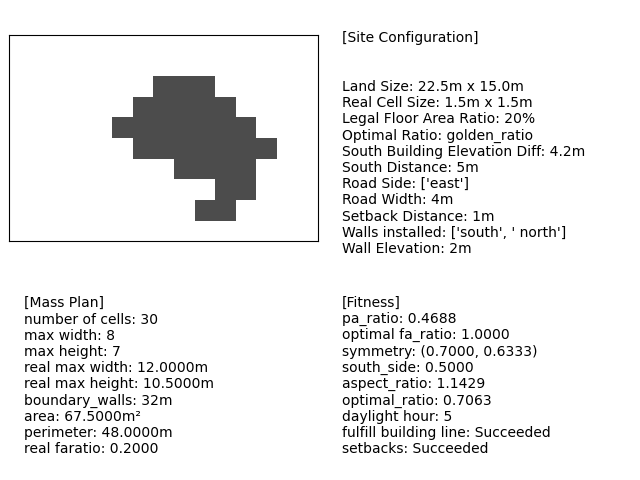 [Site Configuration]
Land Size: 22.5m x 15.0m
Real Cell Size: 1.5m x 1.5m
Legal Floor Area Ratio: 20%
Optimal Ratio: golden_ratio
South Building Elevation Diff: 4.2m
South Distance: 5m
Road Side: ['east']
Road Width: 4m
Setback Distance: 1m
Walls installed: ['south', ' north']
Wall Elevation: 2m
[Mass Plan]
number of cells: 30
max width: 8
max height: 7
real max width: 12.0000m
real max height: 10.5000m
boundary_walls: 32m
area: 67.5000m²
perimeter: 48.0000m
real faratio: 0.2000
[Fitness]
pa_ratio: 0.4688
optimal fa_ratio: 1.0000
symmetry: (0.7000, 0.6333)
south_side: 0.5000
aspect_ratio: 1.1429
optimal_ratio: 0.7063
daylight hour: 5
fulfill building line: Succeeded
setbacks: Succeeded